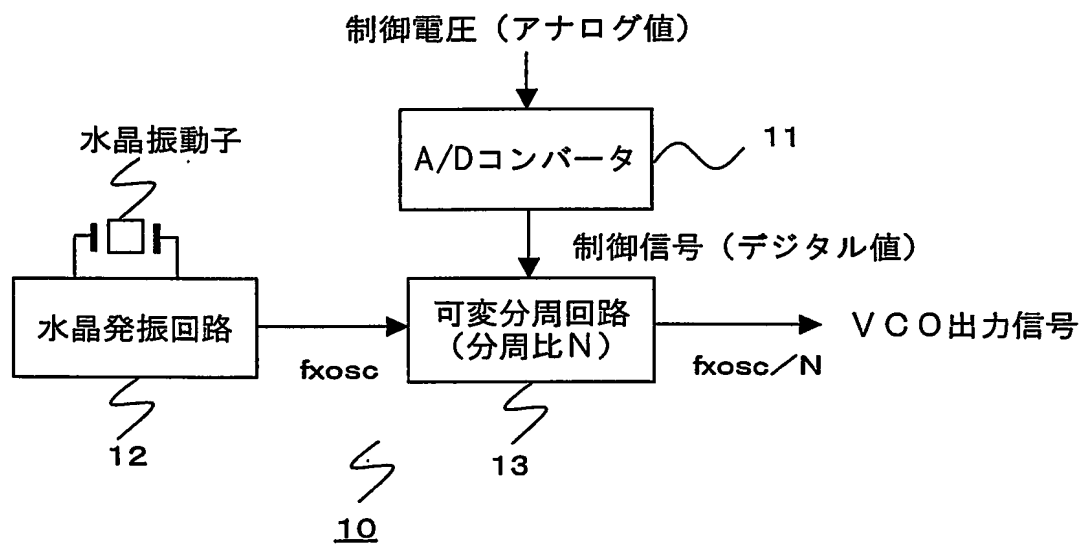 制御電圧（アナログ値）
水晶振動子
A/Dコンバータ
11
制御信号（デジタル値）
水晶発振回路
fxosc
可変分周回路
（分周比N）
fxosc／N
ＶＣＯ出力信号
12
13
10